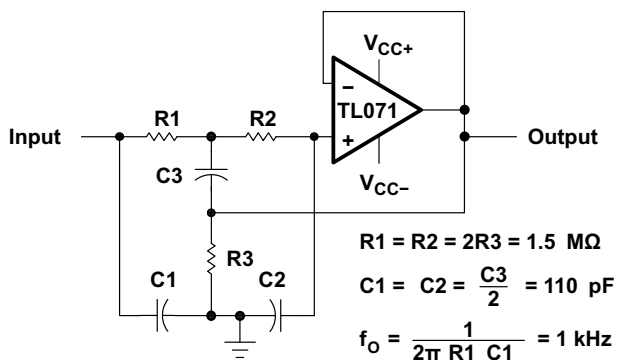 VCC+
−
TL071
+
VCC−
R1
R2
Input
Output
C3
R3
C1
C2
R1 = R2 = 2R3 = 1.5 MΩ
C1 = C2 = C3/2 = 110 pF
fO = 1/2π R1 C1 = 1 kHz